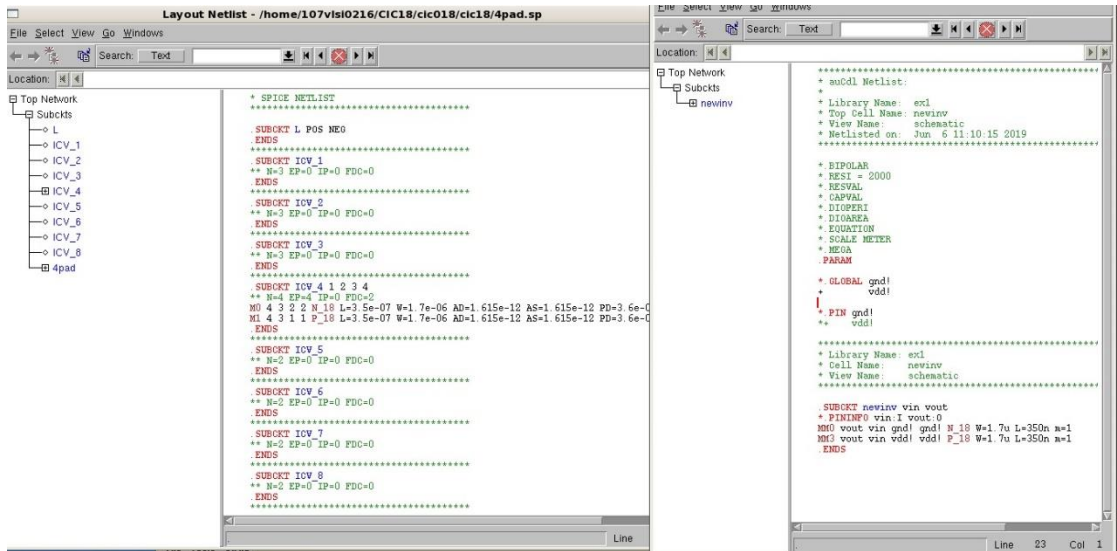 Layout Netlist - /home/107vlsi0216/CIC18/cic018/cic18/4pad.sp
File Select View Go Windows
Search: Text
Location:
Top Network
Subckts
L
ICV_1
ICV_2
ICV_3
ICV_4
ICV_5
ICV_6
ICV_7
ICV_8
4pad
* SPICE NETLIST
****************************************
.SUBCKT L POS NEG
.ENDS
****************************************
.SUBCKT ICV_1
** N=3 EP=0 IP=0 FDC=0
.ENDS
****************************************
.SUBCKT ICV_2
** N=3 EP=0 IP=0 FDC=0
.ENDS
****************************************
.SUBCKT ICV_3
** N=3 EP=0 IP=0 FDC=0
.ENDS
****************************************
.SUBCKT ICV_4 1 2 3 4
** N=4 EP=4 IP=0 FDC=2
M0 4 3 2 2 N_18 L=3.5e-07 W=1.7e-06 AD=1.615e-12 AS=1.615e-12 PD=3.6e-0
M1 4 3 1 1 P_18 L=3.5e-07 W=1.7e-06 AD=1.615e-12 AS=1.615e-12 PD=3.6e-0
.ENDS
****************************************
.SUBCKT ICV_5
** N=2 EP=0 IP=0 FDC=0
.ENDS
****************************************
.SUBCKT ICV_6
** N=2 EP=0 IP=0 FDC=0
.ENDS
****************************************
.SUBCKT ICV_7
** N=2 EP=0 IP=0 FDC=0
.ENDS
****************************************
.SUBCKT ICV_8
** N=2 EP=0 IP=0 FDC=0
.ENDS
****************************************
Line
File Select View Go Windows
Search: Text
Location:
Top Network
Subckts
newinv
************************************************
* auCdl Netlist:
*
* Library Name: ex1
* Top Cell Name: newinv
* View Name: schematic
* Netlisted on: Jun 6 11:10:15 2019
************************************************
*.BIPOLAR
*.RESI = 2000
*.RESVAL
*.CAPVAL
*.DIOPERI
*.DIOAREA
*.EQUATION
*.SCALE METER
*.MEGA
.PARAM
*.GLOBAL gnd!
+ vdd!
*.PIN gnd!
*+ vdd!
************************************************
* Library Name: ex1
* Cell Name: newinv
* View Name: schematic
************************************************
.SUBCKT newinv vin vout
*.PININFO vin:I vout:O
MM0 vout vin gnd! gnd! N_18 W=1.7u L=350n m=1
MM3 vout vin vdd! vdd! P_18 W=1.7u L=350n m=1
.ENDS
Line 23 Col 1